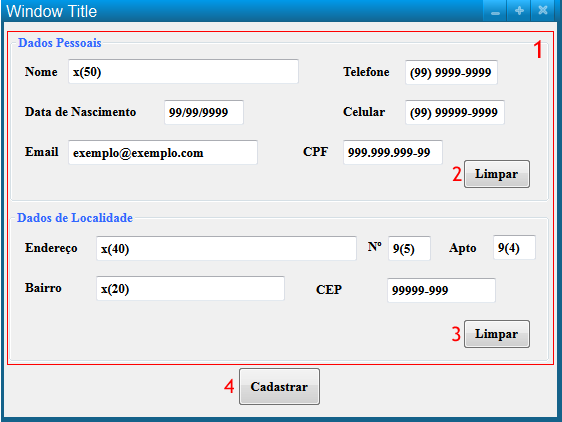 Window Title
Dados Pessoais 1
Nome x(50) Telefone (99) 9999-9999
Data de Nascimento 99/99/9999 Celular (99) 99999-9999
Email exemplo@exemplo.com CPF 999.999.999-99
2 Limpar
Dados de Localidade
Endereço x(40) Nº 9(5) Apto 9(4)
Bairro x(20) CEP 99999-999
3 Limpar
4 Cadastrar